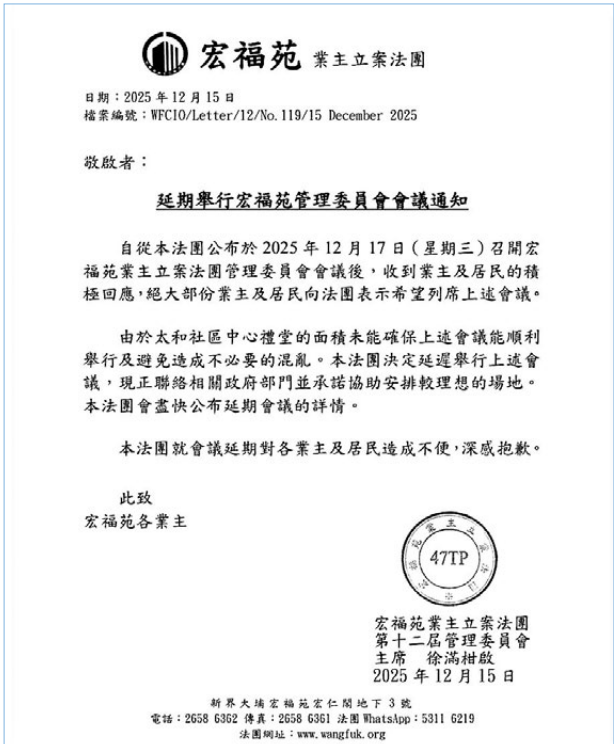 宏福苑 業主立案法團
日期：2025 年 12 月 15 日
檔案編號：WFCIO/Letter/12/No.119/15 December 2025
敬啟者：
延期舉行宏福苑管理委員會會議通知
自從本法團公布於 2025 年 12 月 17 日（星期三）召開宏
福苑業主立案法團管理委員會會議後，收到業主及居民的積
極回應，絕大部份業主及居民向法團表示希望列席上述會議。
由於太和社區中心禮堂的面積未能確保上述會議能順利
舉行及避免造成不必要的混亂。本法團決定延遲舉行上述會
議，現正聯絡相關政府部門並承諾協助安排較理想的場地。
本法團會盡快公布延期會議的詳情。
本法團就會議延期對各業主及居民造成不便，深感抱歉。
此致
宏福苑各業主
宏福苑業主立案法團
47TP
宏福苑業主立案法團
第十二屆管理委員會
主席 徐滿柑啟
2025 年 12 月 15 日
新界大埔宏福苑宏仁閣地下 3 號
電話：2658 6362 傳真：2658 6361 法團 WhatsApp：5311 6219
法團網址：www.wangfuk.org